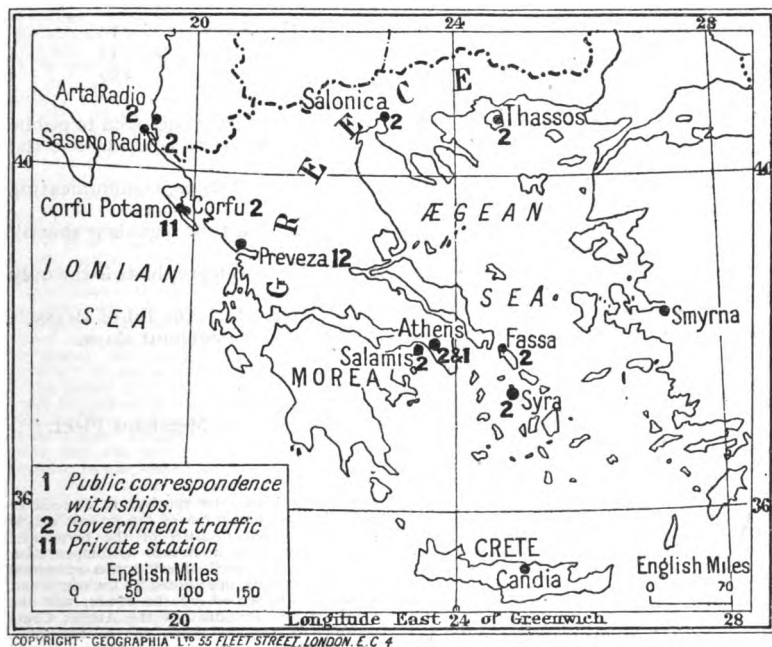 20
24
28
Arta Radio
2
Saseno Radio 2
Salonica
2
Thassos
2
GREECE
40
40
Corfu Potamo
11
Corfu 2
ÆGEAN
SEA
IONIAN
SEA
Preveza 12
Smyrna
Athens
2&1
Salamis
2
Fassa
2
MOREA
Syra
2
36
36
1 Public correspondence
with ships.
2 Government traffic
11 Private station
English Miles
0 50 100 150
CRETE
Candia
English Miles
0 70
20
Longitude East 24 of Greenwich
28
COPYRIGHT "GEOGRAPHIA" LTD 55 FLEET STREET, LONDON, E.C 4